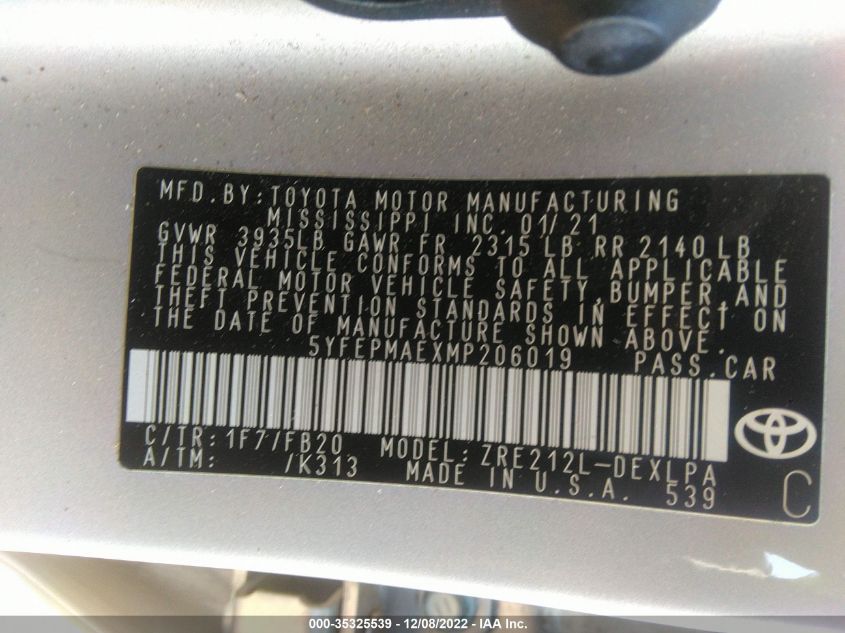 MFD.BY:TOYOTA MOTOR MANUFACTURING
MISSISSIPPI INC. 01/21
GVWR 3935LB GAWR FR 2315 LB RR 2140 LB
THIS VEHICLE CONFORMS TO ALL APPLICABLE
FEDERAL MOTOR VEHICLE SAFETY,BUMPER,AND
THEFT PREVENTION STANDARDS IN EFFECT ON
THE DATE OF MANUFACTURE SHOWN ABOVE.
5YFEPMAEXMP206019 PASS.CAR
C/TR:1F7/FB20 MODEL:ZRE212L-DEXLPA
A/TM: /K313 MADE IN U.S.A. 539
C
000-35325539 - 12/08/2022 - IAA Inc.